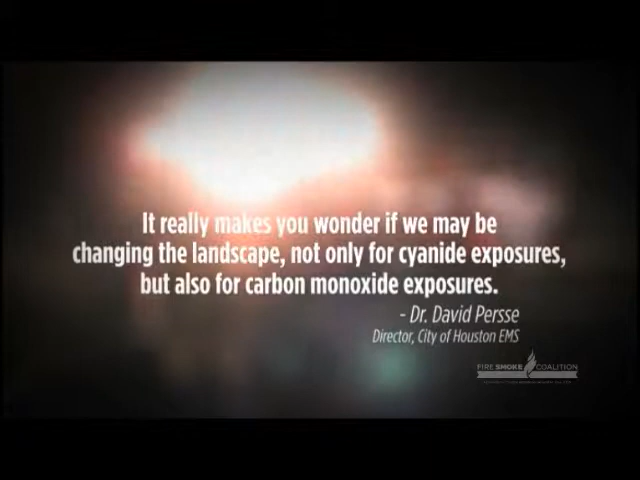 It really makes you wonder if we may be
changing the landscape, not only for cyanide exposures,
but also for carbon monoxide exposures.
- Dr. David Persse
Director, City of Houston EMS
FIRE SMOKE COALITION